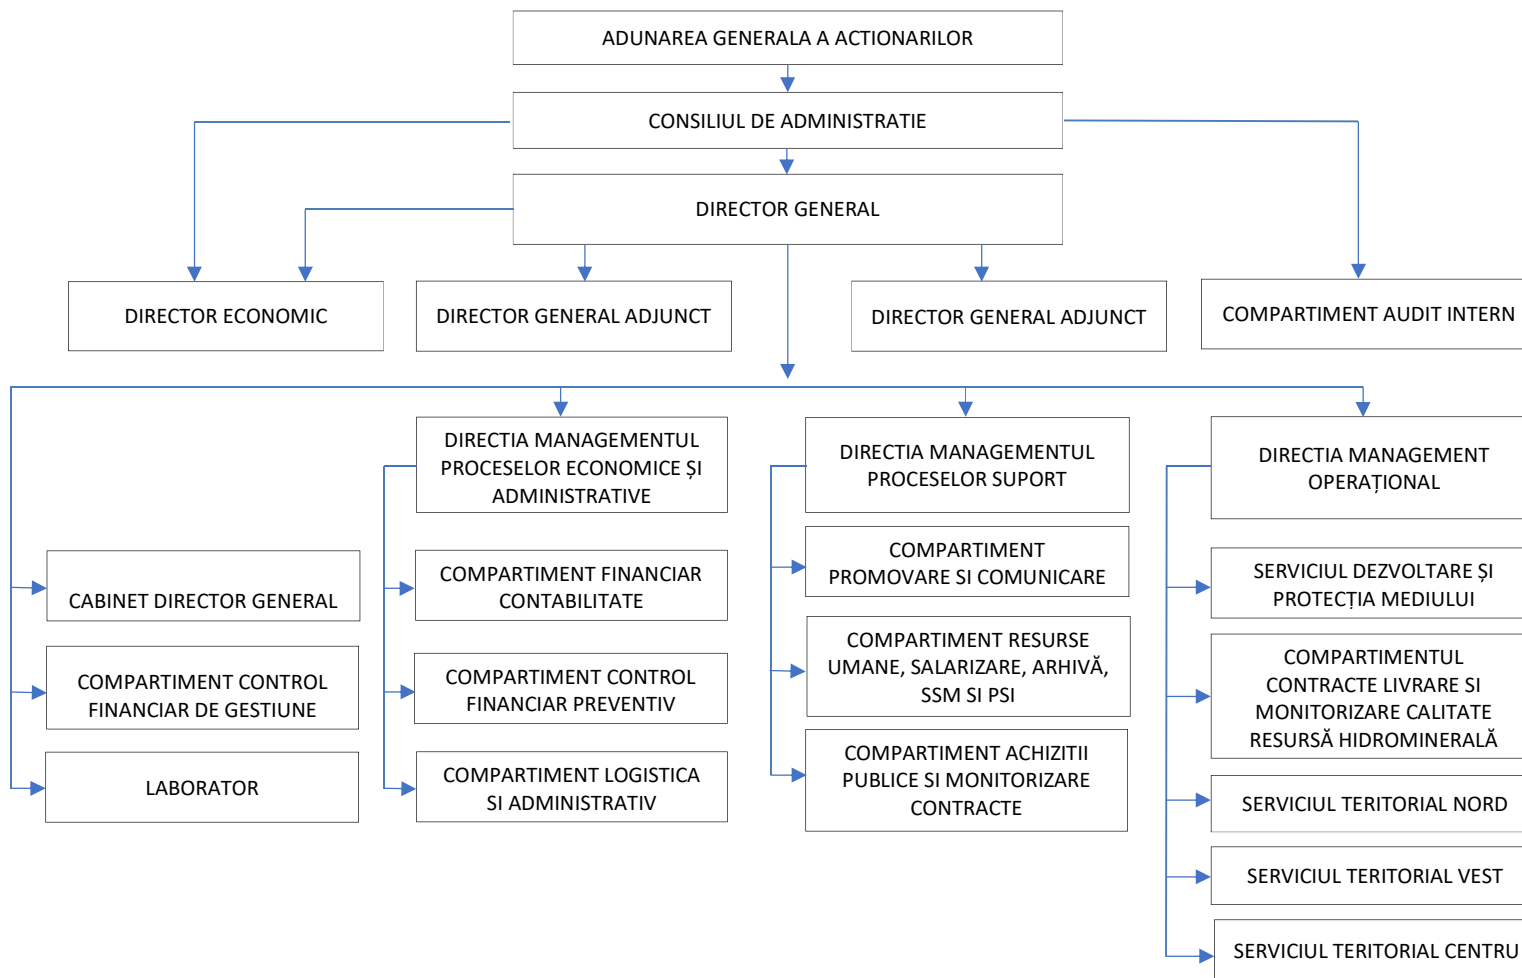 ADUNAREA GENERALA A ACTIONARILOR
CONSILIUL DE ADMINISTRATIE
DIRECTOR GENERAL
DIRECTOR ECONOMIC
DIRECTOR GENERAL ADJUNCT
DIRECTOR GENERAL ADJUNCT
COMPARTIMENT AUDIT INTERN
DIRECTIA MANAGEMENTUL
PROCESELOR ECONOMICE ȘI
ADMINISTRATIVE
DIRECTIA MANAGEMENTUL
PROCESELOR SUPORT
DIRECTIA MANAGEMENT
OPERAȚIONAL
CABINET DIRECTOR GENERAL
COMPARTIMENT CONTROL
FINANCIAR DE GESTIUNE
LABORATOR
COMPARTIMENT FINANCIAR
CONTABILITATE
COMPARTIMENT CONTROL
FINANCIAR PREVENTIV
COMPARTIMENT LOGISTICA
SI ADMINISTRATIV
COMPARTIMENT
PROMOVARE SI COMUNICARE
COMPARTIMENT RESURSE
UMANE, SALARIZARE, ARHIVĂ,
SSM SI PSI
COMPARTIMENT ACHIZITII
PUBLICE SI MONITORIZARE
CONTRACTE
SERVICIUL DEZVOLTARE ȘI
PROTECȚIA MEDIULUI
COMPARTIMENTUL
CONTRACTE LIVRARE SI
MONITORIZARE CALITATE
RESURSĂ HIDROMINERALĂ
SERVICIUL TERITORIAL NORD
SERVICIUL TERITORIAL VEST
SERVICIUL TERITORIAL CENTRU